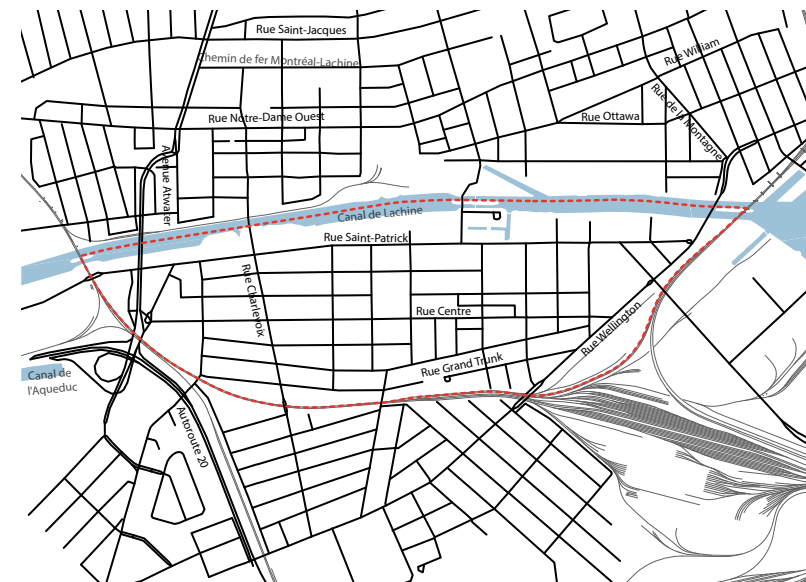 Rue Saint-Jacques
Rue William
Chemin de fer Montréal-Lachine
Rue de la Montagne
Rue Notre-Dame Ouest
Rue Ottawa
Avenue Atwater
Canal de Lachine
Rue Saint-Patrick
Rue Charlevoix
Rue Centre
Rue Wellington
Rue Grand Trunk
Canal de
l'Aqueduc
Autoroute 20